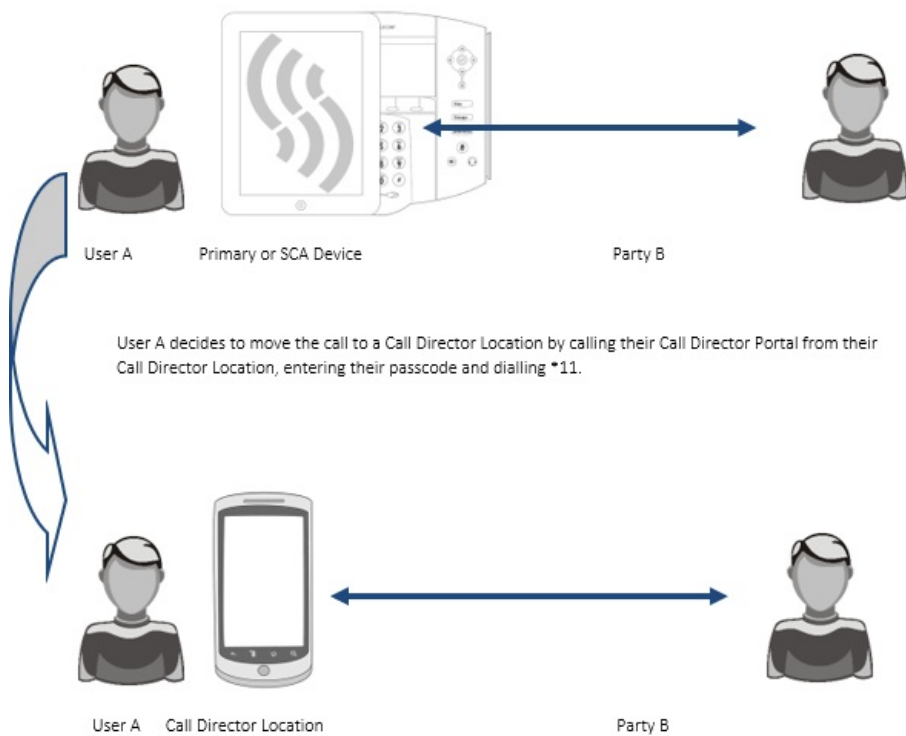 User A
Primary or SCA Device
Party B
User A decides to move the call to a Call Director Location by calling their Call Director Portal from their
Call Director Location, entering their passcode and dialling *11.
User A
Call Director Location
Party B